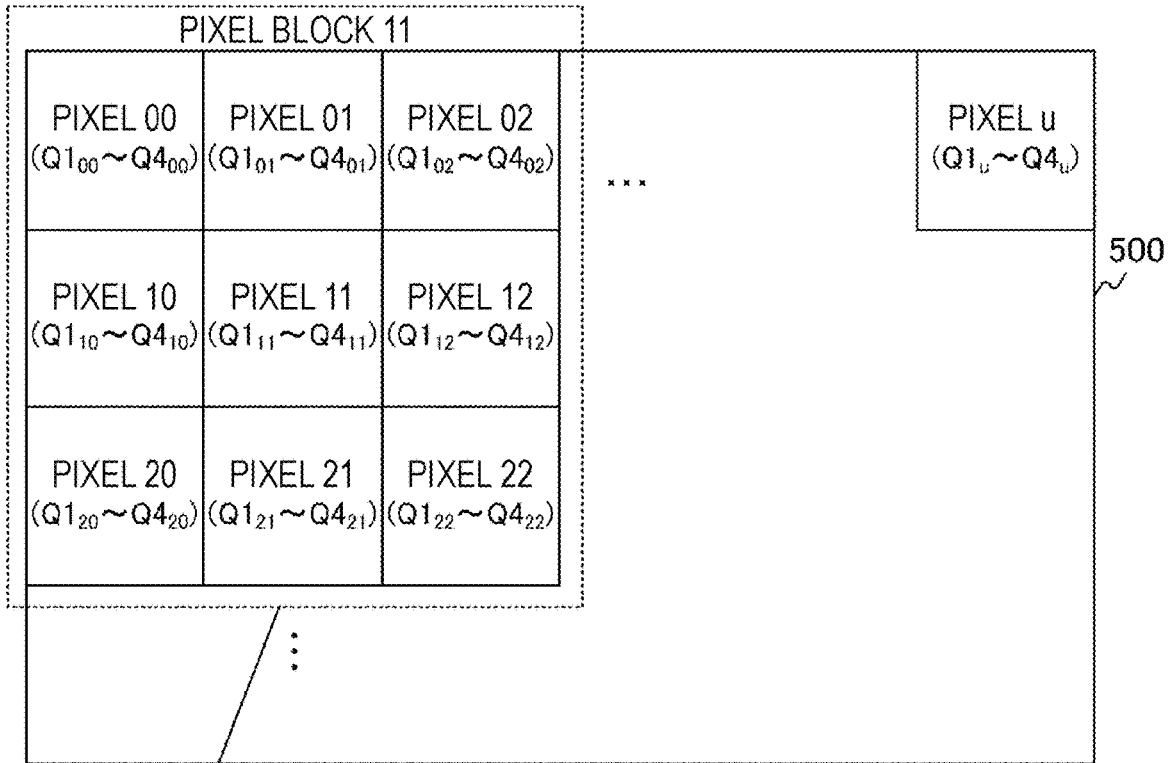 PIXEL BLOCK 11
PIXEL 00 PIXEL 01 PIXEL 02 PIXEL u
(Q1₀₀~Q4₀₀) (Q1₀₁~Q4₀₁) (Q1₀₂~Q4₀₂) ... (Q1ᵤ~Q4ᵤ)
500
PIXEL 10 PIXEL 11 PIXEL 12
(Q1₁₀~Q4₁₀) (Q1₁₁~Q4₁₁) (Q1₁₂~Q4₁₂)
PIXEL 20 PIXEL 21 PIXEL 22
(Q1₂₀~Q4₂₀) (Q1₂₁~Q4₂₁) (Q1₂₂~Q4₂₂)